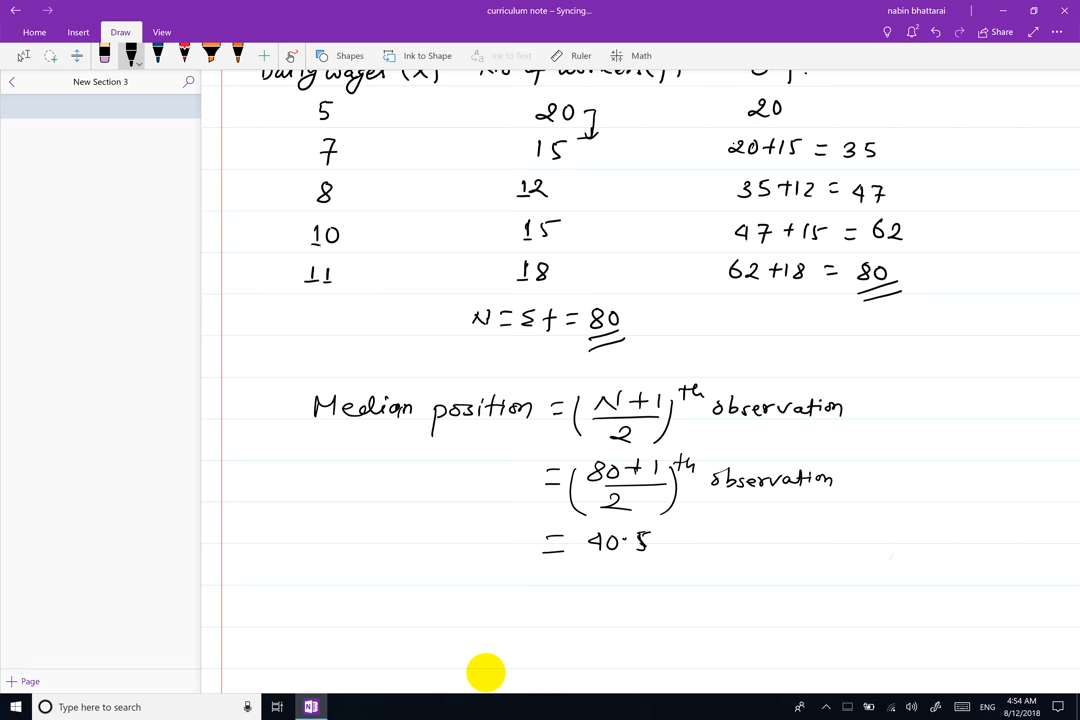 curriculum note - Syncing...
nabin bhattarai
Home Insert Draw View
Share
Shapes Ink to Shape Ink to Text Ruler Math
New Section 3
Daily wages (X)
5 20 20
7 15 20+15 = 35
8 12 35+12 = 47
10 15 47+15 = 62
11 18 62+18 = 80
N = Σf = 80
Median position = (N+1/2)th observation
= (80+1/2)th observation
= 40.5
+ Page
Type here to search
ENG
4:54 AM
8/12/2018